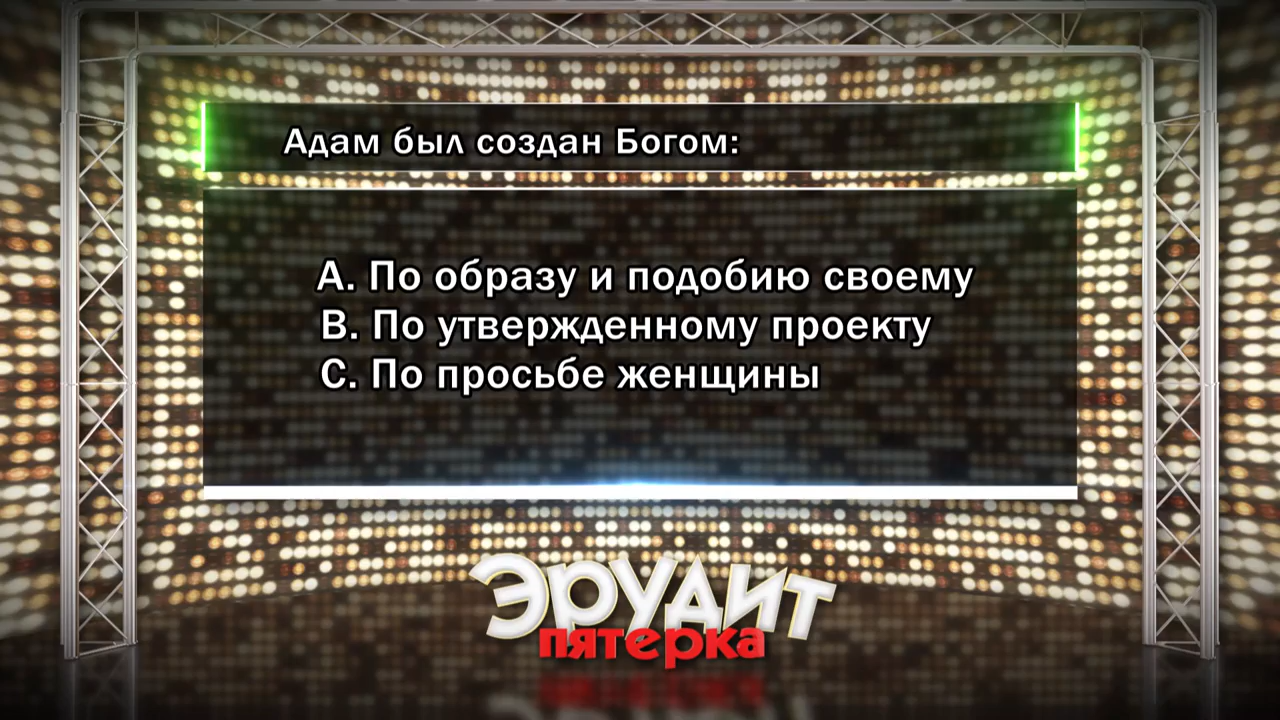 Адам был создан Богом:
A. По образу и подобию своему
B. По утвержденному проекту
C. По просьбе женщины
Эрудит
пятерка